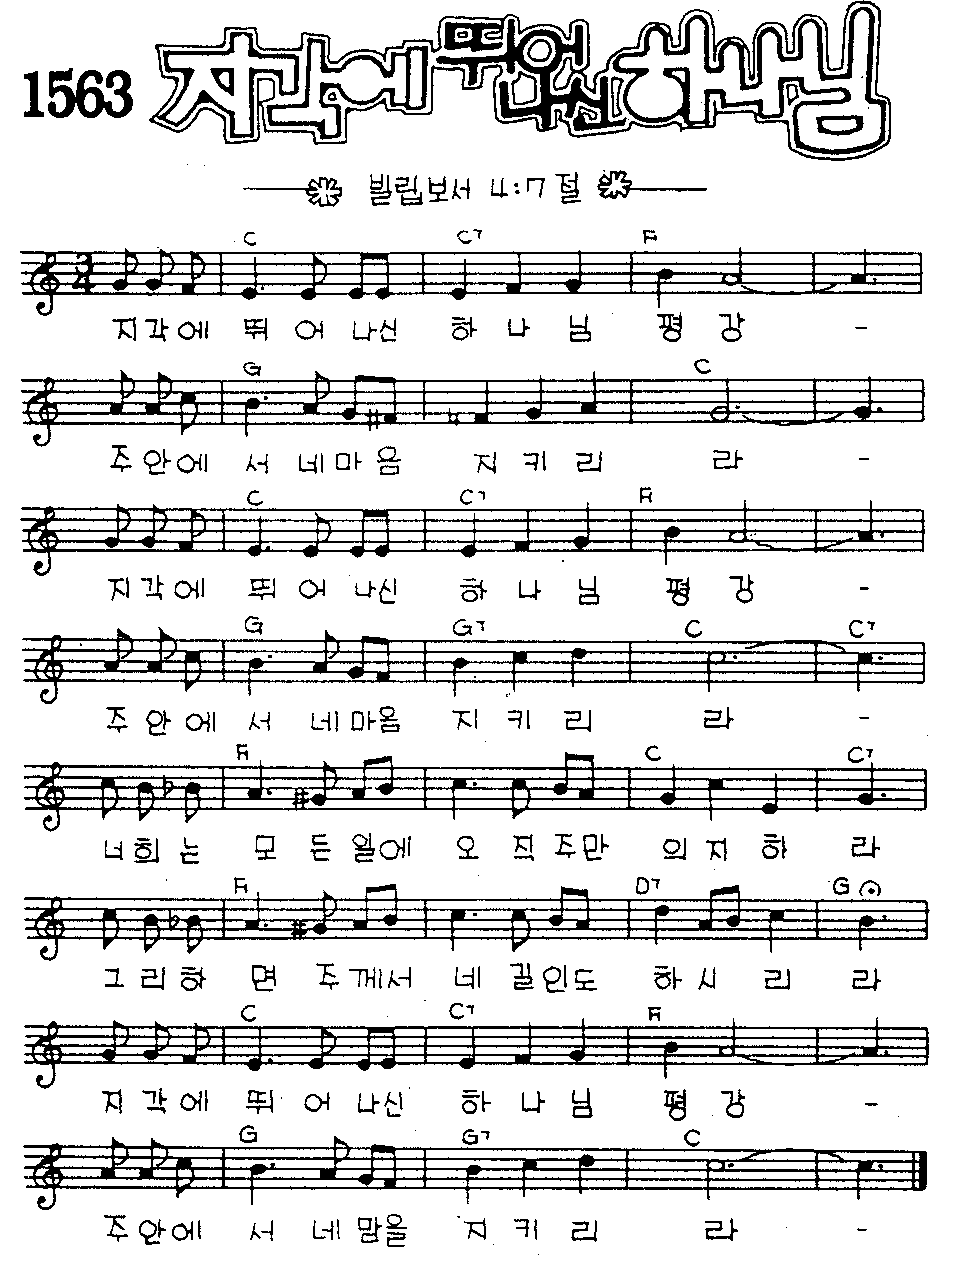 1563 지각에 뛰어나신 하나님
빌립보서 4:7 절
C C7 F
지각에 뛰어 나신 하나님 평강 -
G C
주안에서 네마음 지키리라 -
C C7 F
지각에 뛰어 나신 하나님 평강 -
G G7 C C7
주안에서 네마음 지키리라 -
F C C7
너희는 모든일에 오직주만 의지하라
F D7 G
그리하면 주께서 네 길인도 하시리라
C C7 F
지각에 뛰어 나신 하나님 평강 -
G G7 C
주안에서 네맘을 지키리라 -